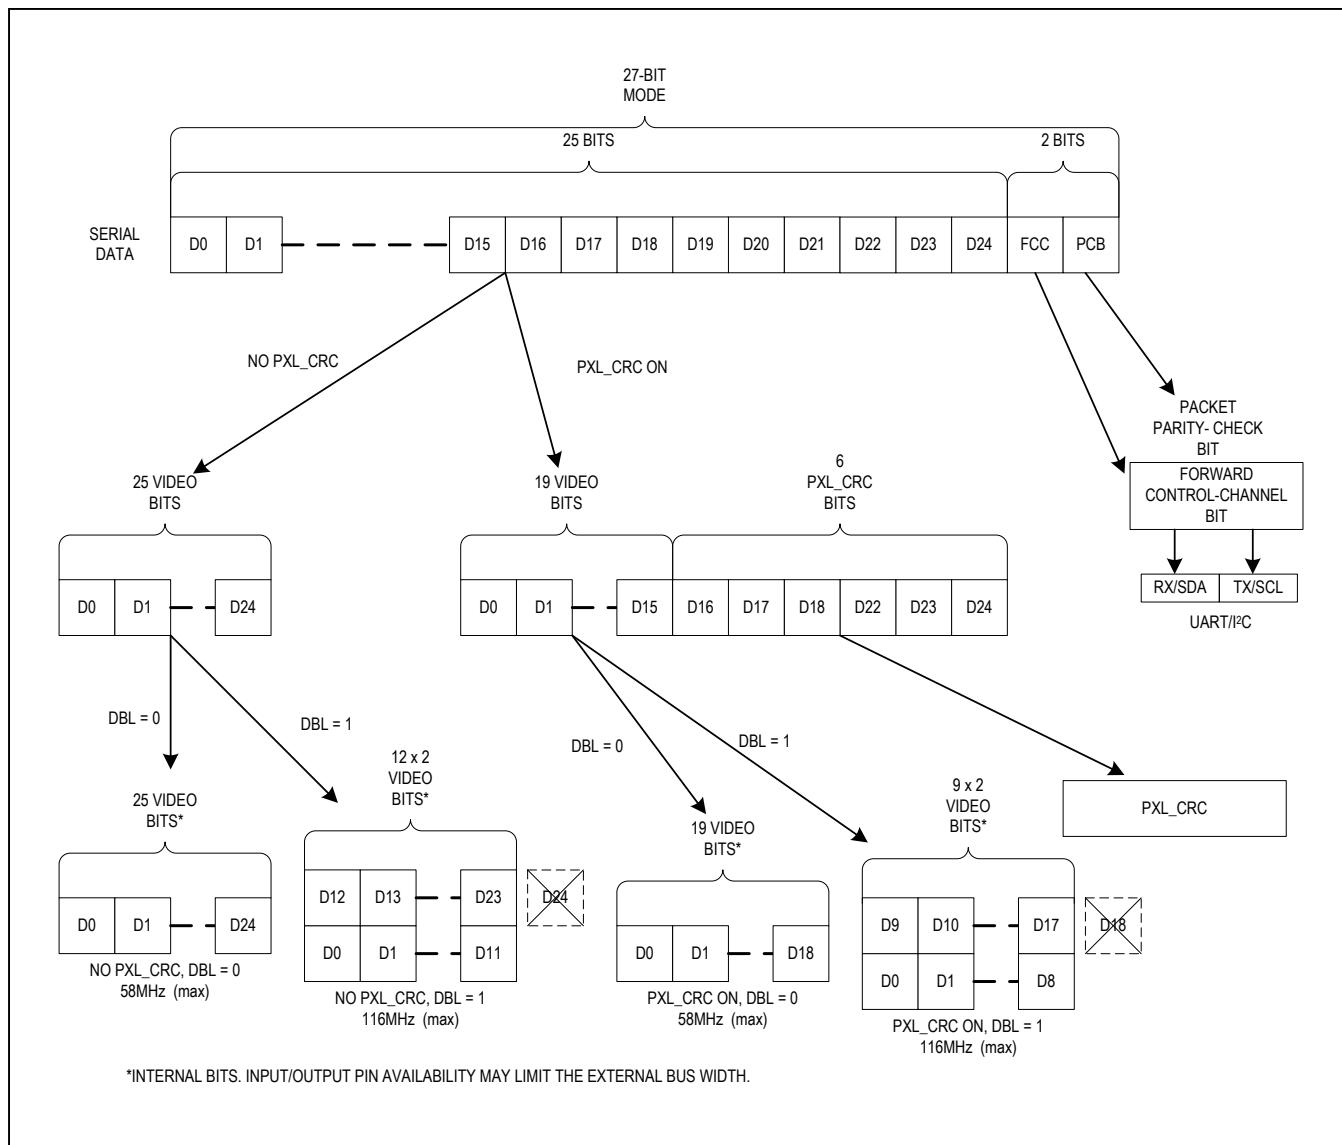 27-BIT
MODE
25 BITS
2 BITS
SERIAL
DATA
D0 D1 D15 D16 D17 D18 D19 D20 D21 D22 D23 D24 FCC PCB
NO PXL_CRC
PXL_CRC ON
PACKET
PARITY- CHECK
BIT
FORWARD
CONTROL-CHANNEL
BIT
RX/SDA TX/SCL
UART/I²C
25 VIDEO
BITS
19 VIDEO
BITS
6
PXL_CRC
BITS
D0 D1 D24
D0 D1 D15 D16 D17 D18 D22 D23 D24
DBL = 0
DBL = 1
DBL = 0
DBL = 1
25 VIDEO
BITS*
12 x 2
VIDEO
BITS*
19 VIDEO
BITS*
9 x 2
VIDEO
BITS*
PXL_CRC
D0 D1 D24
NO PXL_CRC, DBL = 0
58MHz (max)
D12 D13 D23 D24
D0 D1 D11
NO PXL_CRC, DBL = 1
116MHz (max)
D0 D1 D18
PXL_CRC ON, DBL = 0
58MHz (max)
D9 D10 D17 D18
D0 D1 D8
PXL_CRC ON, DBL = 1
116MHz (max)
*INTERNAL BITS. INPUT/OUTPUT PIN AVAILABILITY MAY LIMIT THE EXTERNAL BUS WIDTH.